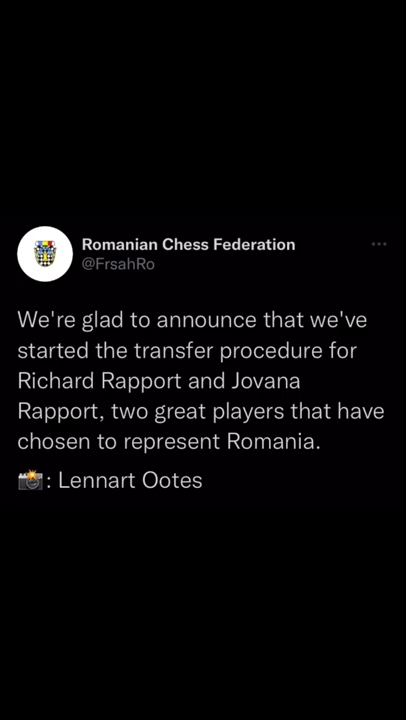 Romanian Chess Federation
@FrsahRo
We're glad to announce that we've
started the transfer procedure for
Richard Rapport and Jovana
Rapport, two great players that have
chosen to represent Romania.
📸: Lennart Ootes